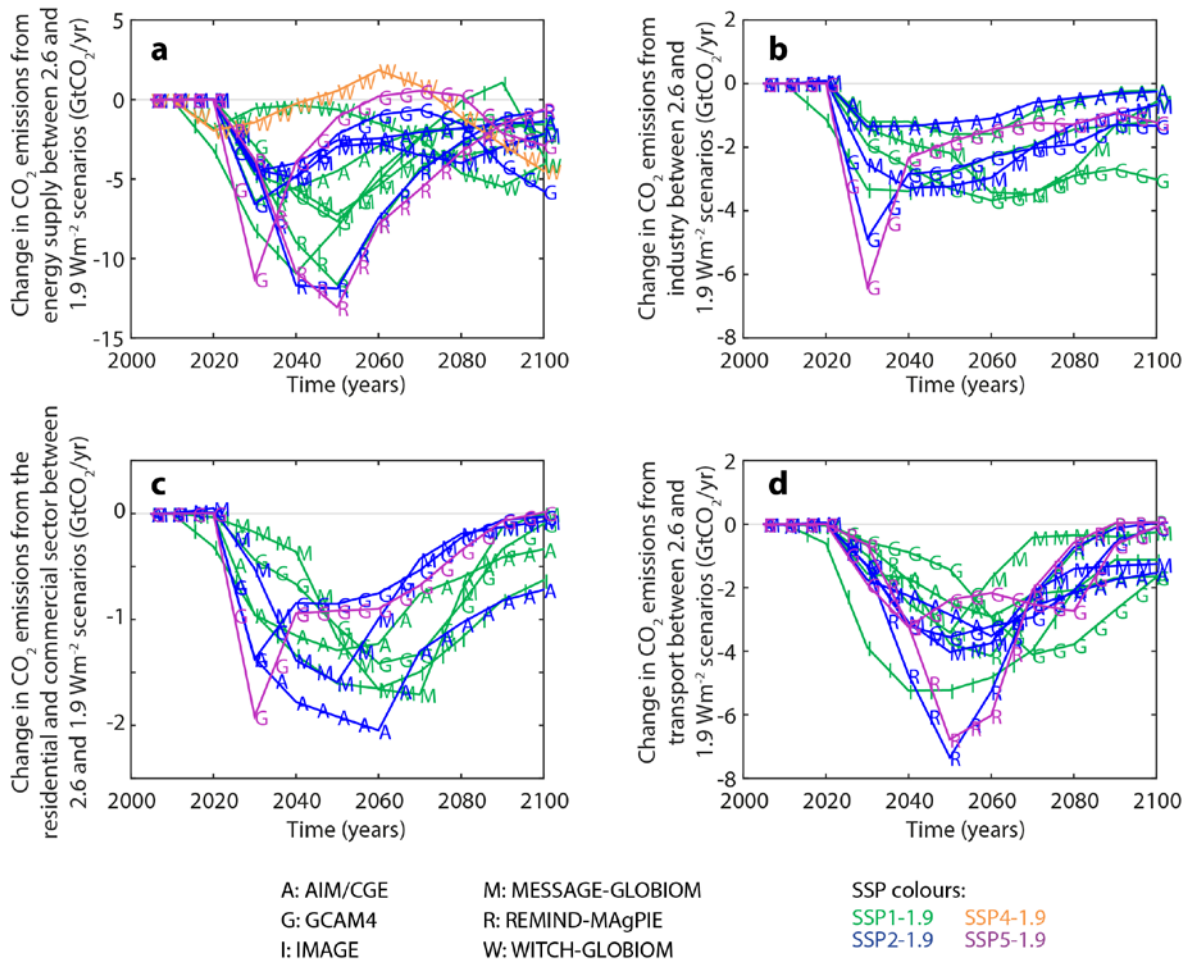 a
Change in CO₂ emissions from
energy supply between 2.6 and
1.9 Wm⁻² scenarios (GtCO₂/yr)
5
0
-5
-10
-15
2000 2020 2040 2060 2080 2100
Time (years)
b
Change in CO₂ emissions from
industry between 2.6 and
1.9 Wm⁻² scenarios (GtCO₂/yr)
2
0
-2
-4
-6
-8
2000 2020 2040 2060 2080 2100
Time (years)
c
Change in CO₂ emissions from the
residential and commercial sector between
2.6 and 1.9 Wm⁻² scenarios (GtCO₂/yr)
0
-1
-2
2000 2020 2040 2060 2080 2100
Time (years)
d
Change in CO₂ emissions from
transport between 2.6 and
1.9 Wm⁻² scenarios (GtCO₂/yr)
2
0
-2
-4
-6
-8
2000 2020 2040 2060 2080 2100
Time (years)
A: AIM/CGE
G: GCAM4
I: IMAGE
M: MESSAGE-GLOBIOM
R: REMIND-MAgPIE
W: WITCH-GLOBIOM
SSP colours:
SSP1-1.9 SSP4-1.9
SSP2-1.9 SSP5-1.9